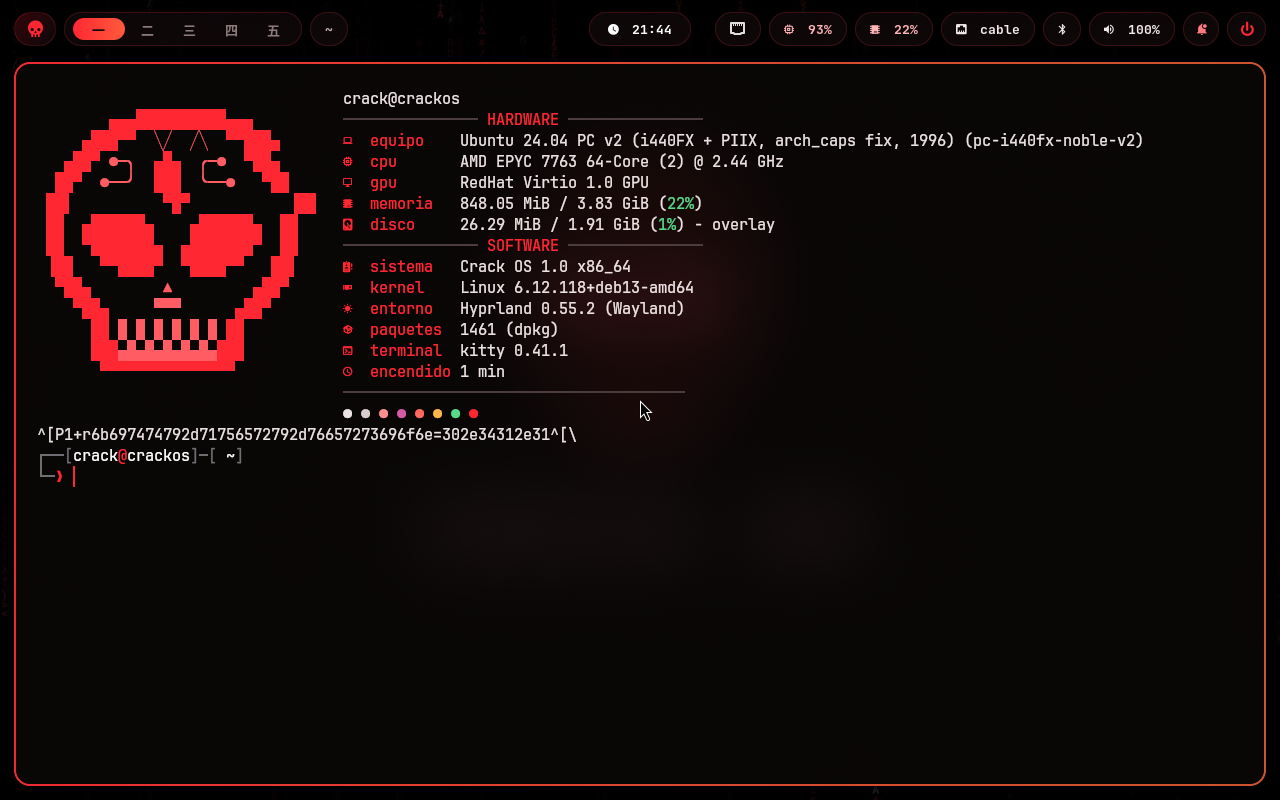 一 二 三 四 五 ~ 21:44 93% 22% cable 100%
crack@crackos
HARDWARE
equipo Ubuntu 24.04 PC v2 (i440FX + PIIX, arch_caps fix, 1996) (pc-i440fx-noble-v2)
cpu AMD EPYC 7763 64-Core (2) @ 2.44 GHz
gpu RedHat Virtio 1.0 GPU
memoria 848.05 MiB / 3.83 GiB (22%)
disco 26.29 MiB / 1.91 GiB (1%) - overlay
SOFTWARE
sistema Crack OS 1.0 x86_64
kernel Linux 6.12.118+deb13-amd64
entorno Hyprland 0.55.2 (Wayland)
paquetes 1461 (dpkg)
terminal kitty 0.41.1
encendido 1 min
^[P1+r6b697474792d71756572792d76657273696f6e=302e34312e31^[\
┌──[crack@crackos]─[ ~]
└─❯